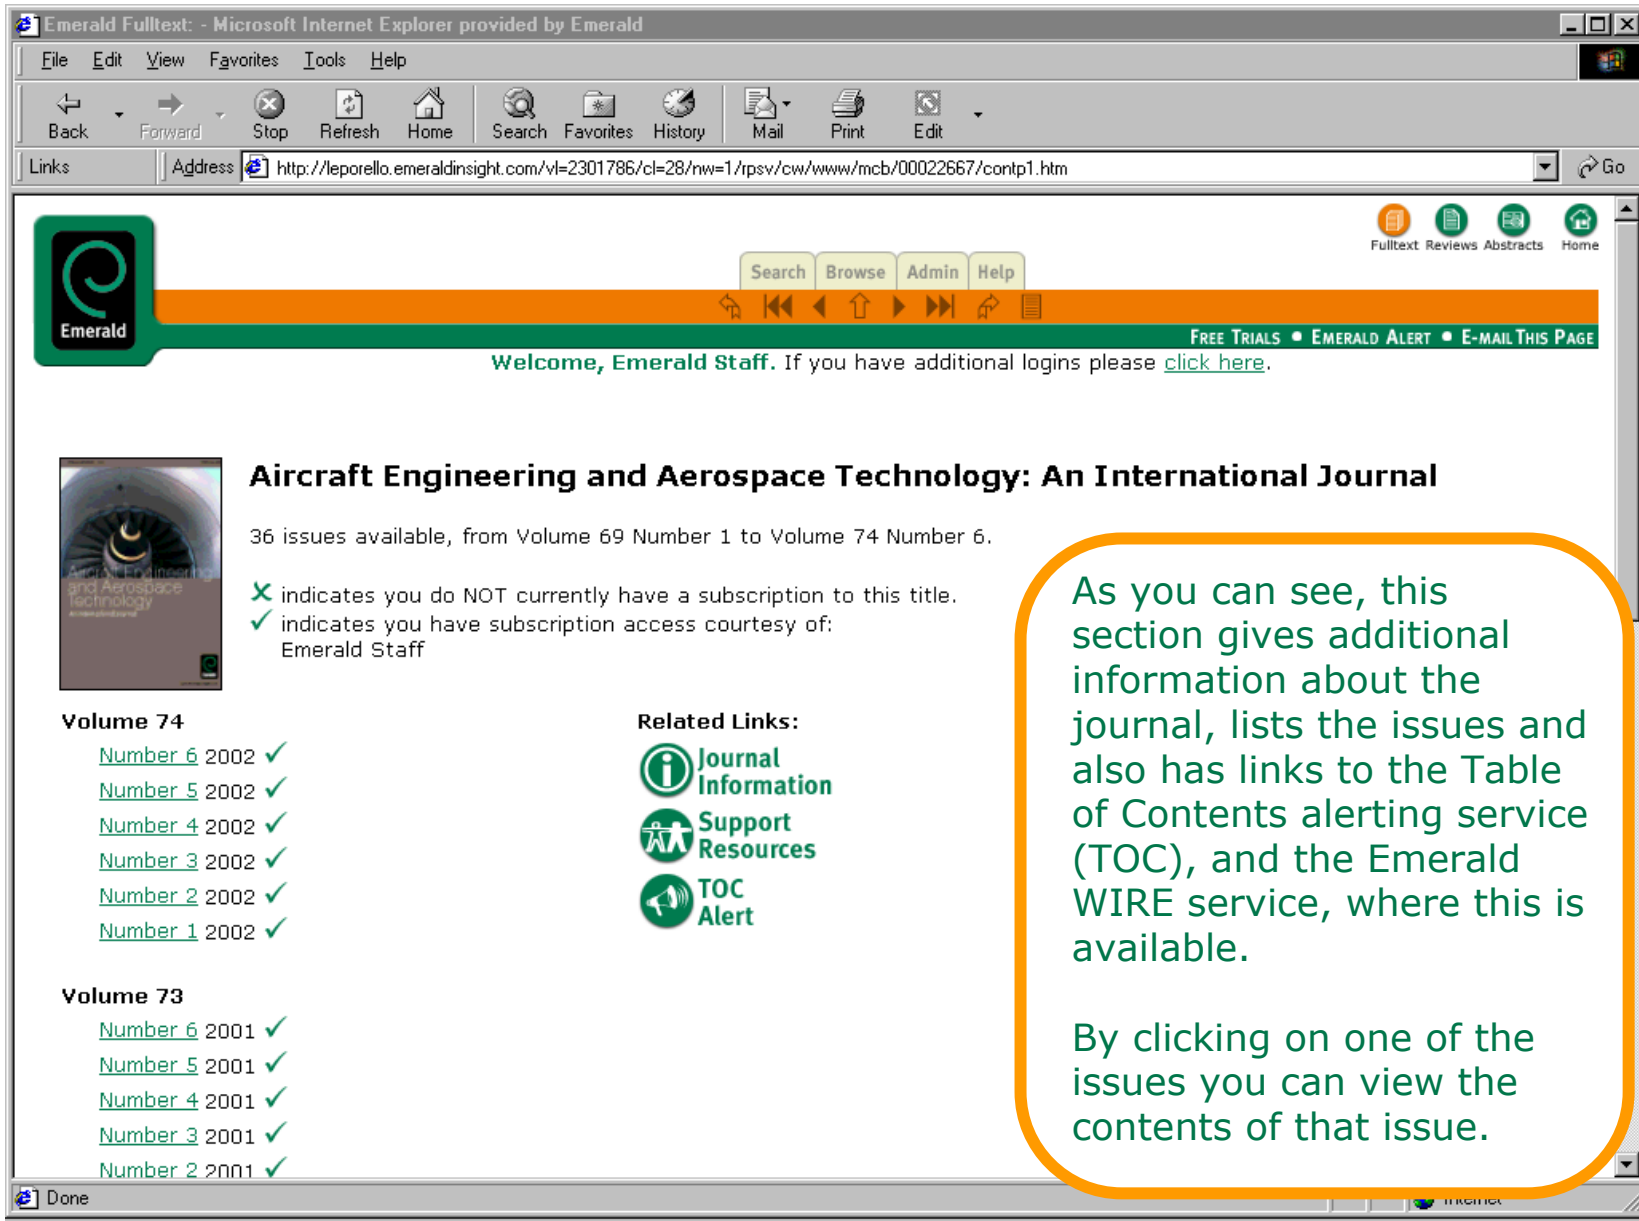 Emerald Fulltext: - Microsoft Internet Explorer provided by Emerald
File Edit View Favorites Tools Help
Back Forward Stop Refresh Home Search Favorites History Mail Print Edit
Links Address http://leporello.emeraldinsight.com/vl=2301786/cl=28/nw=1/rpsv/cw/www/mcb/00022667/contp1.htm Go
Fulltext Reviews Abstracts Home
Search Browse Admin Help
Emerald
FREE TRIALS • EMERALD ALERT • E-MAIL THIS PAGE
Welcome, Emerald Staff. If you have additional logins please click here.
Aircraft Engineering and Aerospace Technology: An International Journal
36 issues available, from Volume 69 Number 1 to Volume 74 Number 6.
Aircraft Engineering
and Aerospace
Technology
✗ indicates you do NOT currently have a subscription to this title.
✓ indicates you have subscription access courtesy of:
Emerald Staff
Volume 74
Number 6 2002 ✓
Number 5 2002 ✓
Number 4 2002 ✓
Number 3 2002 ✓
Number 2 2002 ✓
Number 1 2002 ✓
Volume 73
Number 6 2001 ✓
Number 5 2001 ✓
Number 4 2001 ✓
Number 3 2001 ✓
Number 2 2001 ✓
Related Links:
Journal
Information
Support
Resources
TOC
Alert
As you can see, this
section gives additional
information about the
journal, lists the issues and
also has links to the Table
of Contents alerting service
(TOC), and the Emerald
WIRE service, where this is
available.
By clicking on one of the
issues you can view the
contents of that issue.
Done
Internet